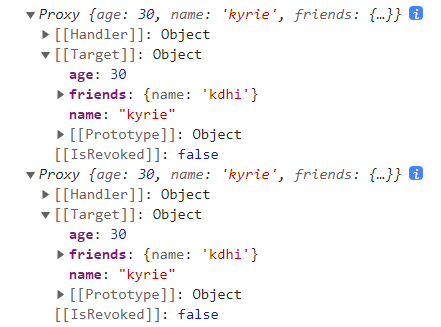 ▼Proxy {age: 30, name: 'kyrie', friends: {…}} i
▶[[Handler]]: Object
▼[[Target]]: Object
age: 30
▶friends: {name: 'kdhi'}
name: "kyrie"
▶[[Prototype]]: Object
[[IsRevoked]]: false
▼Proxy {age: 30, name: 'kyrie', friends: {…}} i
▶[[Handler]]: Object
▼[[Target]]: Object
age: 30
▶friends: {name: 'kdhi'}
name: "kyrie"
▶[[Prototype]]: Object
[[IsRevoked]]: false